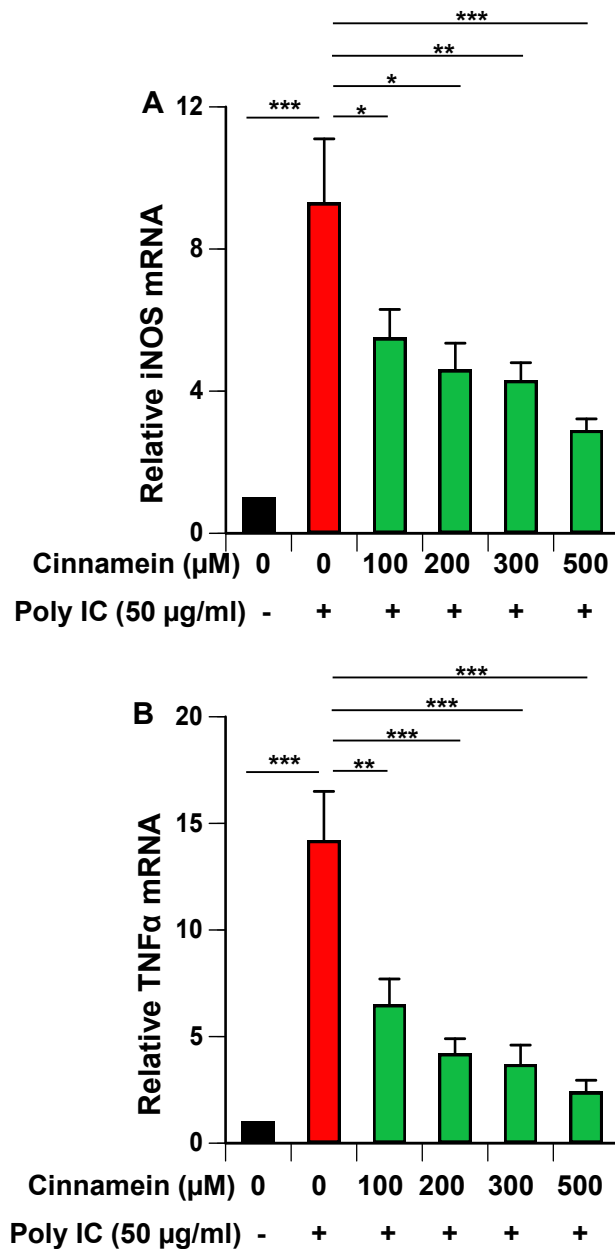 ***
**
*
A
***
*
12
8
4
0
Relative iNOS mRNA
Cinnamein (µM) 0 0 100 200 300 500
Poly IC (50 µg/ml) - + + + + +
***
B
***
***
***
**
20
15
10
5
0
Relative TNFα mRNA
Cinnamein (µM) 0 0 100 200 300 500
Poly IC (50 µg/ml) - + + + + +